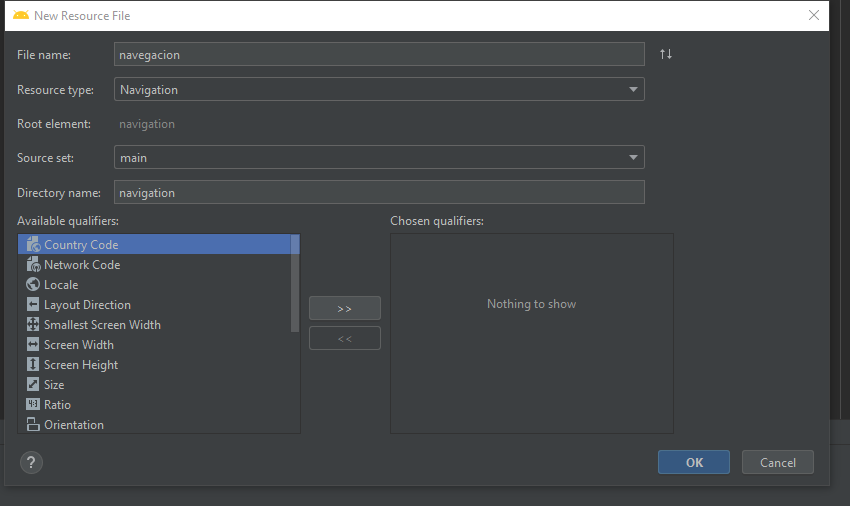 New Resource File
File name: navegacion
Resource type: Navigation
Root element: navigation
Source set: main
Directory name: navigation
Available qualifiers: Chosen qualifiers:
Country Code
Network Code
Locale
Layout Direction
Smallest Screen Width
Screen Width
Screen Height
Size
Ratio
Orientation
>>
<<
Nothing to show
?
OK
Cancel